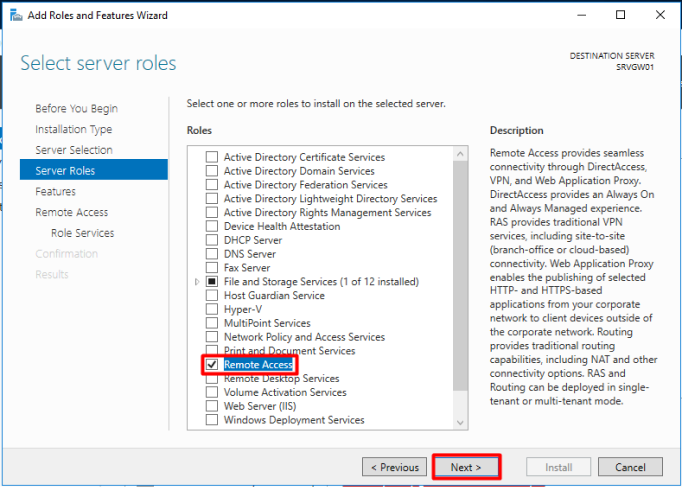 Add Roles and Features Wizard
Select server roles
DESTINATION SERVER
SRVGW01
Before You Begin
Installation Type
Server Selection
Server Roles
Features
Remote Access
Role Services
Confirmation
Results
Select one or more roles to install on the selected server.
Roles
Active Directory Certificate Services
Active Directory Domain Services
Active Directory Federation Services
Active Directory Lightweight Directory Services
Active Directory Rights Management Services
Device Health Attestation
DHCP Server
DNS Server
Fax Server
File and Storage Services (1 of 12 installed)
Host Guardian Service
Hyper-V
MultiPoint Services
Network Policy and Access Services
Print and Document Services
Remote Access
Remote Desktop Services
Volume Activation Services
Web Server (IIS)
Windows Deployment Services
Description
Remote Access provides seamless
connectivity through DirectAccess,
VPN, and Web Application Proxy.
DirectAccess provides an Always On
and Always Managed experience.
RAS provides traditional VPN
services, including site-to-site
(branch-office or cloud-based)
connectivity. Web Application Proxy
enables the publishing of selected
HTTP- and HTTPS-based
applications from your corporate
network to client devices outside of
the corporate network. Routing
provides traditional routing
capabilities, including NAT and other
connectivity options. RAS and
Routing can be deployed in single-
tenant or multi-tenant mode.
< Previous
Next >
Install
Cancel